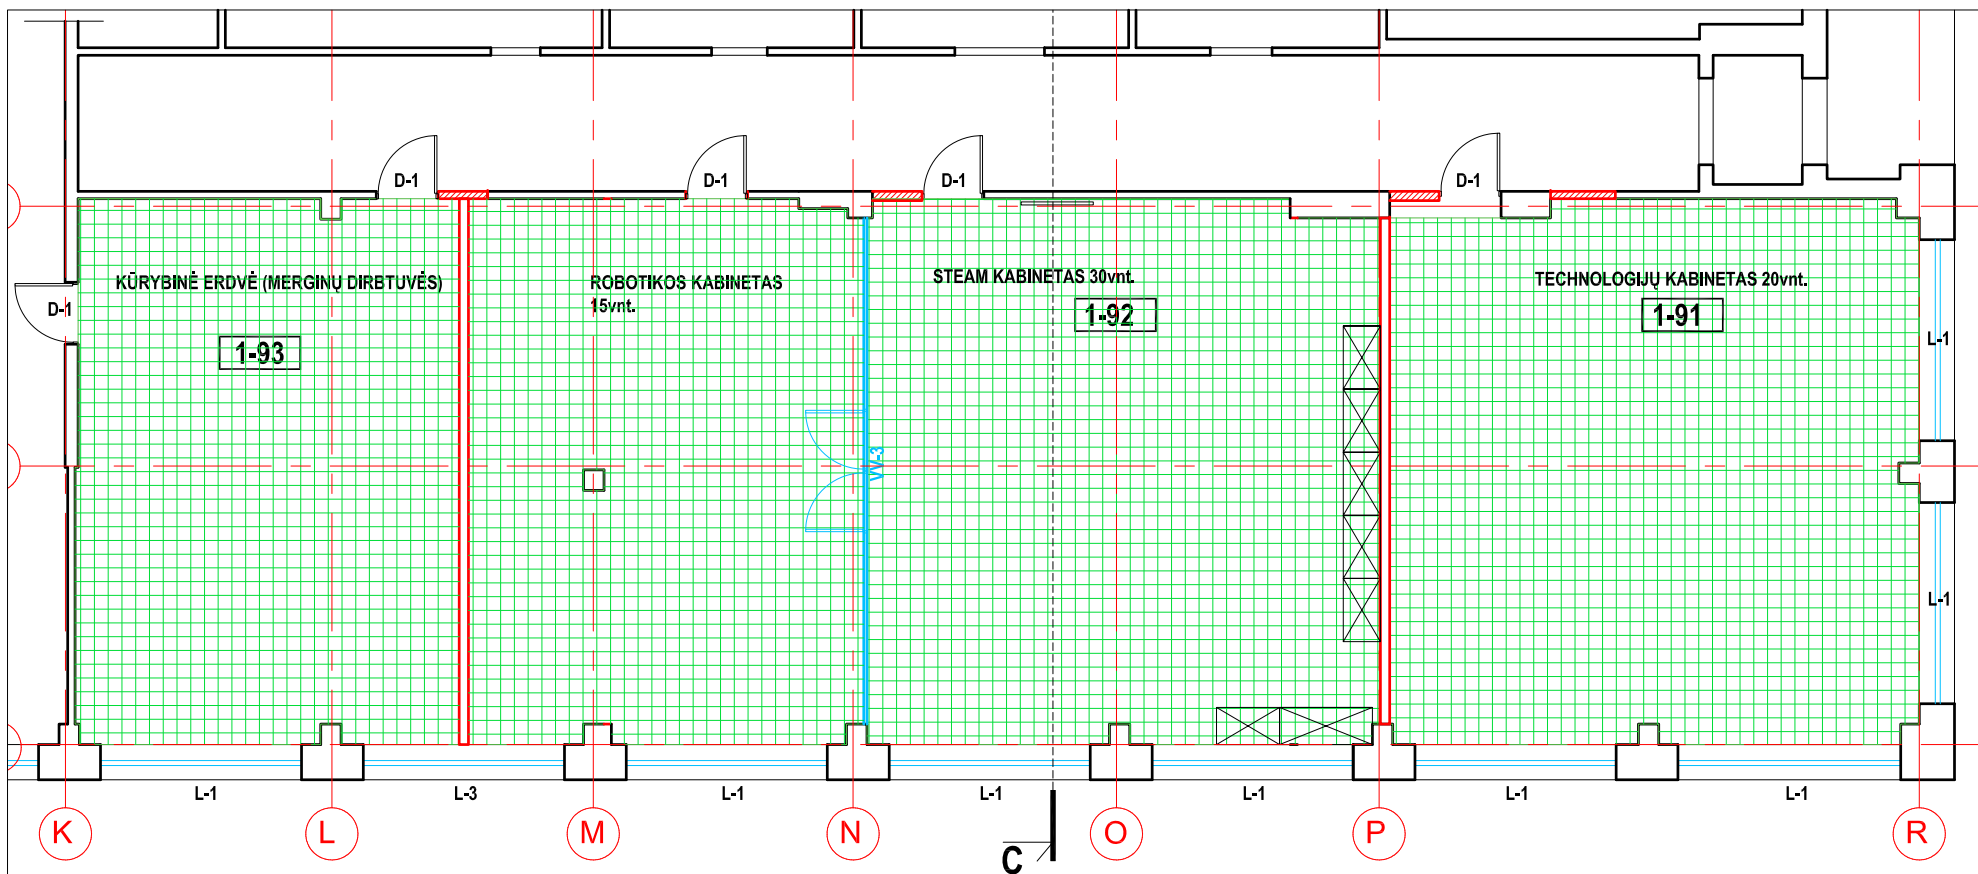 D-1
D-1
D-1
D-1
KŪRYBINĖ ERDVĖ (MERGINŲ DIRBTUVĖS)
ROBOTIKOS KABINETAS
15vnt.
STEAM KABINETAS 30vnt.
1-92
TECHNOLOGIJŲ KABINETAS 20vnt.
1-91
D-1
1-93
L-1
VV-3
L-1
L-1
L-3
L-1
L-1
L-1
L-1
L-1
K
L
M
N
O
P
R
C